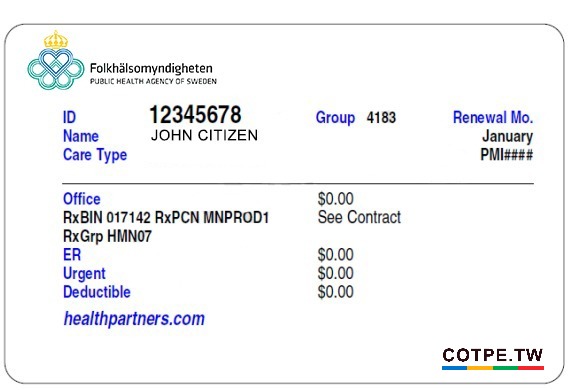 Folkhälsomyndigheten
PUBLIC HEALTH AGENCY OF SWEDEN
ID 12345678 Group 4183 Renewal Mo.
Name JOHN CITIZEN January
Care Type PMI####
Office $0.00
RxBIN 017142 RxPCN MNPROD1 See Contract
RxGrp HMN07
ER $0.00
Urgent $0.00
Deductible $0.00
healthpartners.com
COTPE.TW